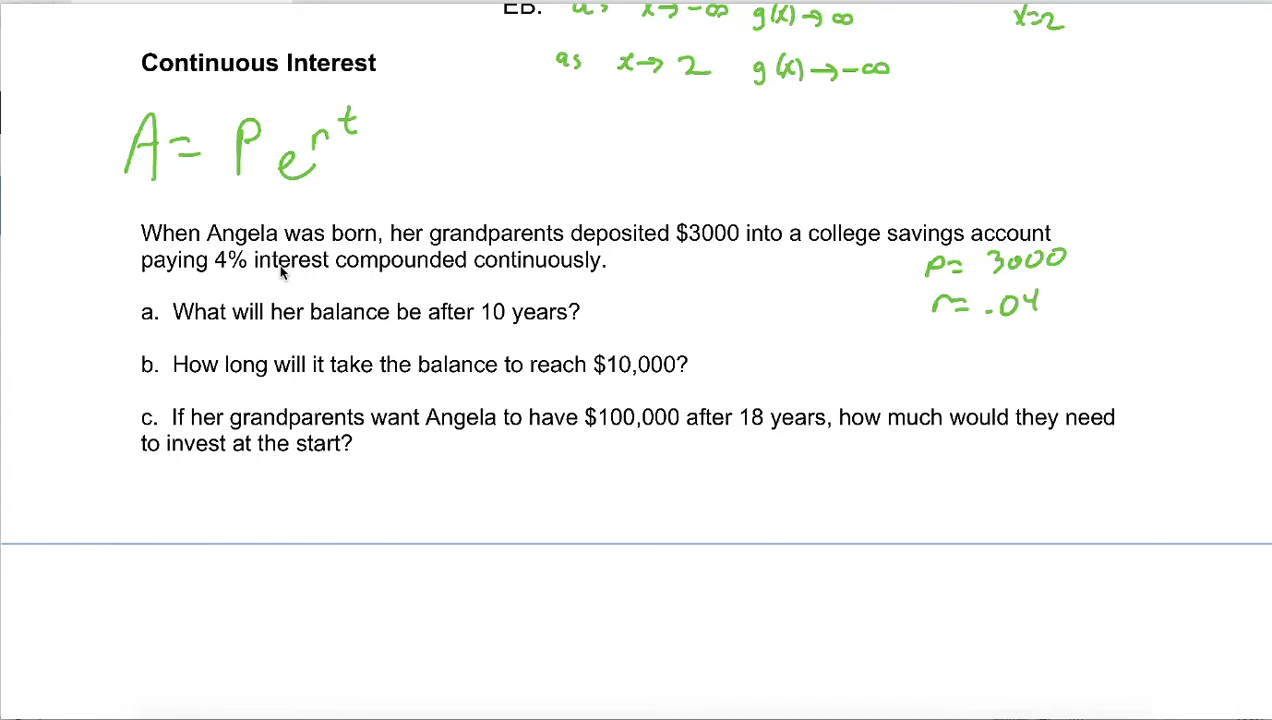 EB: as x→-∞ g(x)→∞ x=2
Continuous Interest as x→2 g(x)→-∞
A = Pe^rt
When Angela was born, her grandparents deposited $3000 into a college savings account
paying 4% interest compounded continuously.
P= 3000
r= .04
a. What will her balance be after 10 years?
b. How long will it take the balance to reach $10,000?
c. If her grandparents want Angela to have $100,000 after 18 years, how much would they need
to invest at the start?